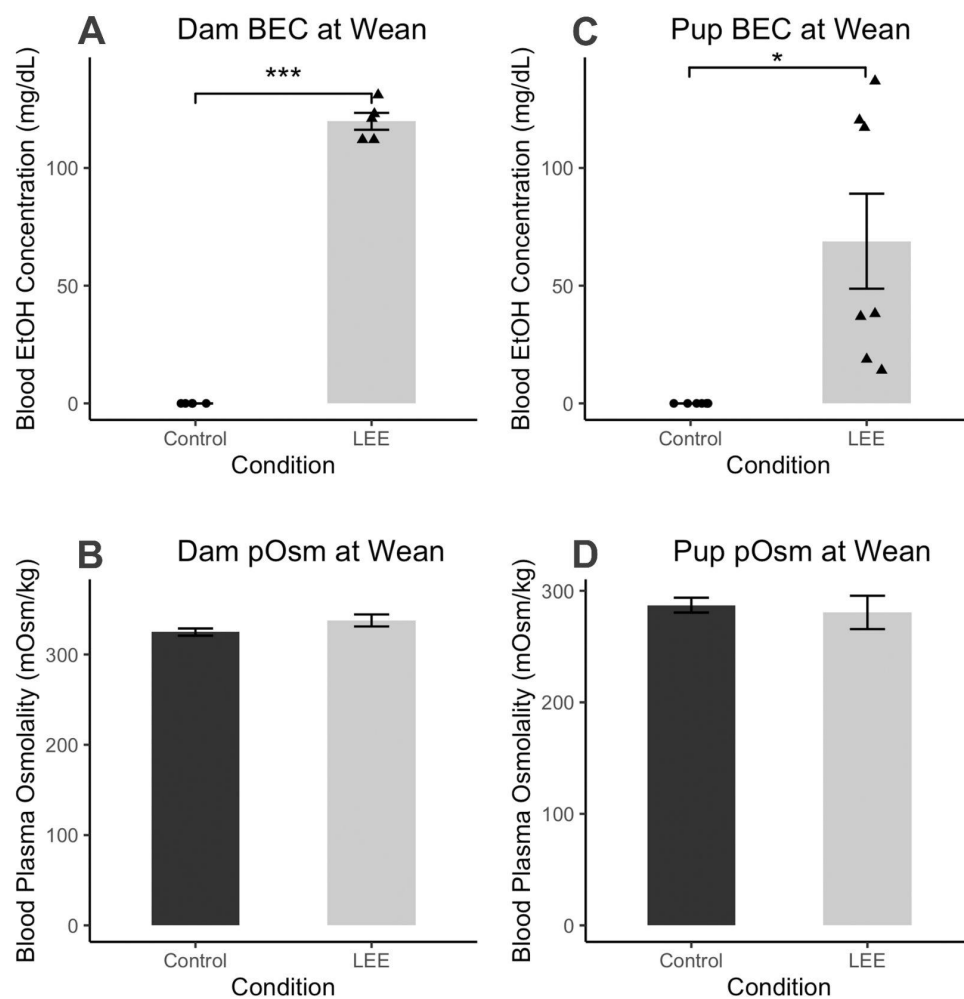 A
Dam BEC at Wean
Blood EtOH Concentration (mg/dL)
100
50
0
***
Control
LEE
Condition
C
Pup BEC at Wean
Blood EtOH Concentration (mg/dL)
100
50
0
*
Control
LEE
Condition
B
Dam pOsm at Wean
Blood Plasma Osmolality (mOsm/kg)
300
200
100
0
Control
LEE
Condition
D
Pup pOsm at Wean
Blood Plasma Osmolality (mOsm/kg)
300
200
100
0
Control
LEE
Condition